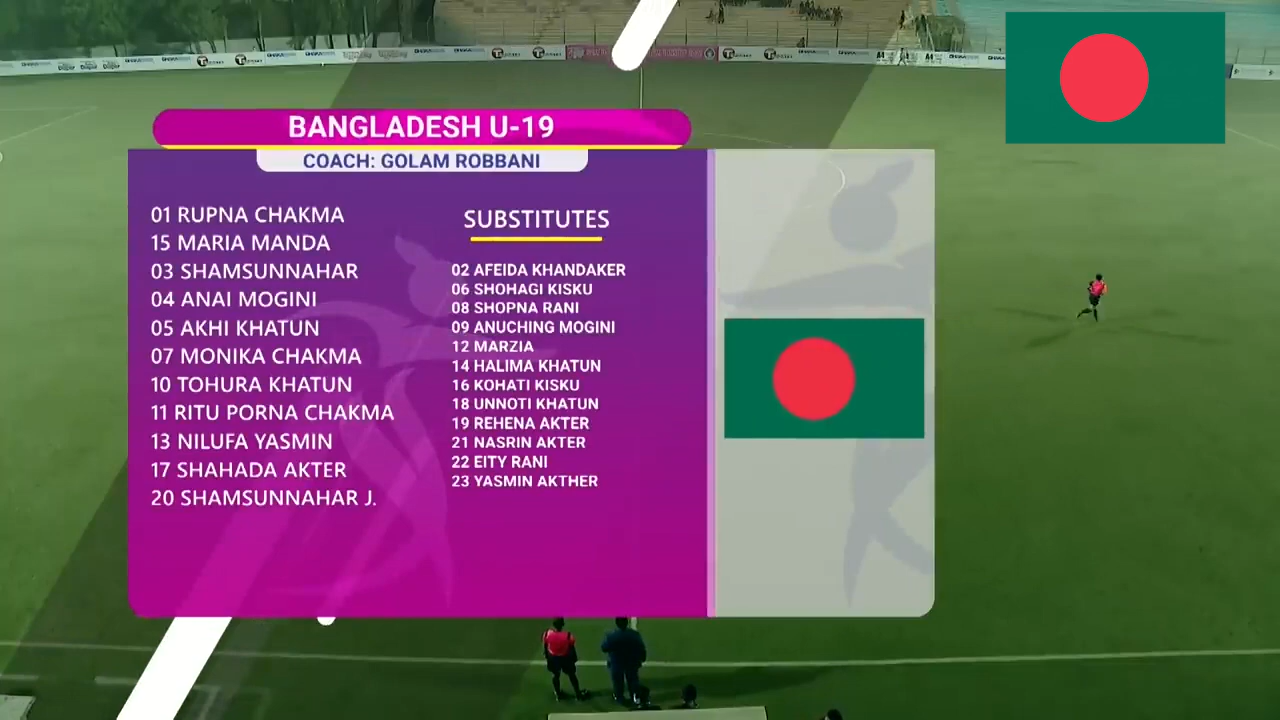 BANGLADESH U-19
COACH: GOLAM ROBBANI
01 RUPNA CHAKMA
15 MARIA MANDA
03 SHAMSUNNAHAR
04 ANAI MOGINI
05 AKHI KHATUN
07 MONIKA CHAKMA
10 TOHURA KHATUN
11 RITU PORNA CHAKMA
13 NILUFA YASMIN
17 SHAHADA AKTER
20 SHAMSUNNAHAR J.
SUBSTITUTES
02 AFEIDA KHANDAKER
06 SHOHAGI KISKU
08 SHOPNA RANI
09 ANUCHING MOGINI
12 MARZIA
14 HALIMA KHATUN
16 KOHATI KISKU
18 UNNOTI KHATUN
19 REHENA AKTER
21 NASRIN AKTER
22 EITY RANI
23 YASMIN AKTHER